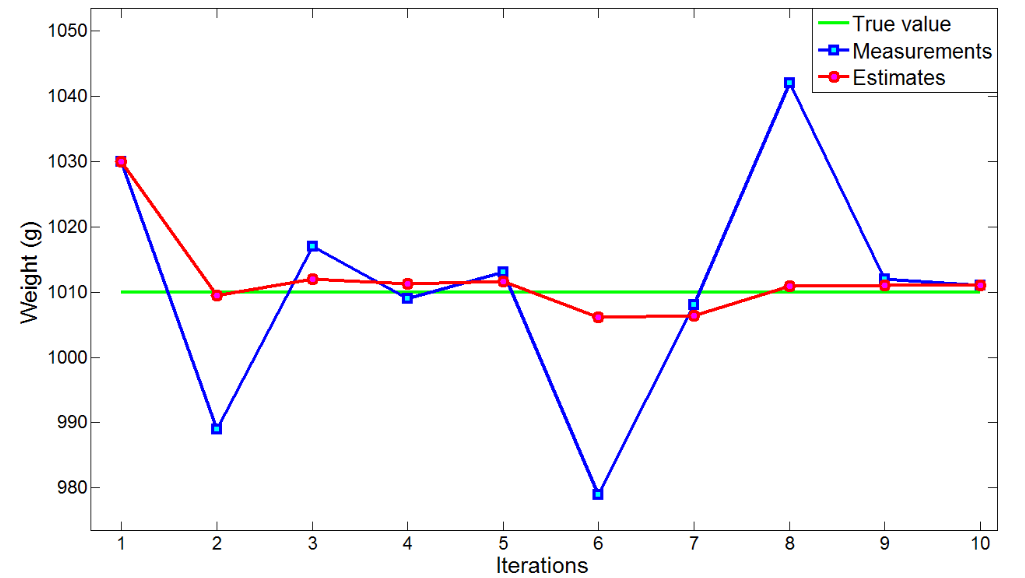 1050
1040
1030
1020
1010
1000
990
980
Weight (g)
1 2 3 4 5 6 7 8 9 10
Iterations
True value
Measurements
Estimates